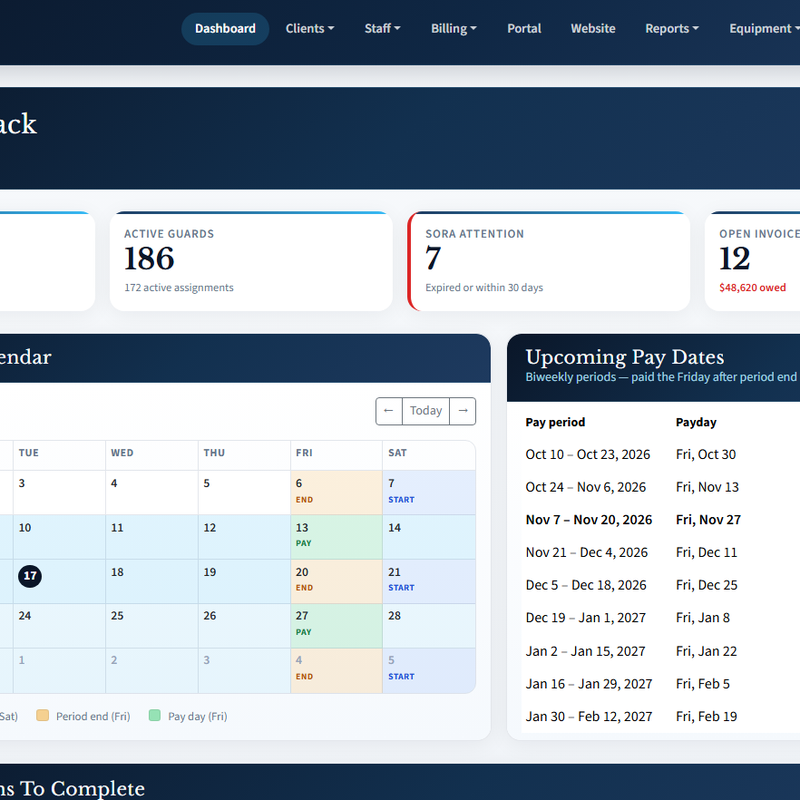 Dashboard Clients Staff Billing Portal Website Reports Equipment
ack
ACTIVE GUARDS
186
172 active assignments
SORA ATTENTION
7
Expired or within 30 days
OPEN INVOICE
12
$48,620 owed
endar
← Today →
TUE WED THU FRI SAT
3 4 5 6 7
END START
10 11 12 13 14
PAY
17 18 19 20 21
END START
24 25 26 27 28
PAY
1 2 3 4 5
END START
Sat) Period end (Fri) Pay day (Fri)
Upcoming Pay Dates
Biweekly periods — paid the Friday after period end
Pay period Payday
Oct 10 – Oct 23, 2026 Fri, Oct 30
Oct 24 – Nov 6, 2026 Fri, Nov 13
Nov 7 – Nov 20, 2026 Fri, Nov 27
Nov 21 – Dec 4, 2026 Fri, Dec 11
Dec 5 – Dec 18, 2026 Fri, Dec 25
Dec 19 – Jan 1, 2027 Fri, Jan 8
Jan 2 – Jan 15, 2027 Fri, Jan 22
Jan 16 – Jan 29, 2027 Fri, Feb 5
Jan 30 – Feb 12, 2027 Fri, Feb 19
ns To Complete